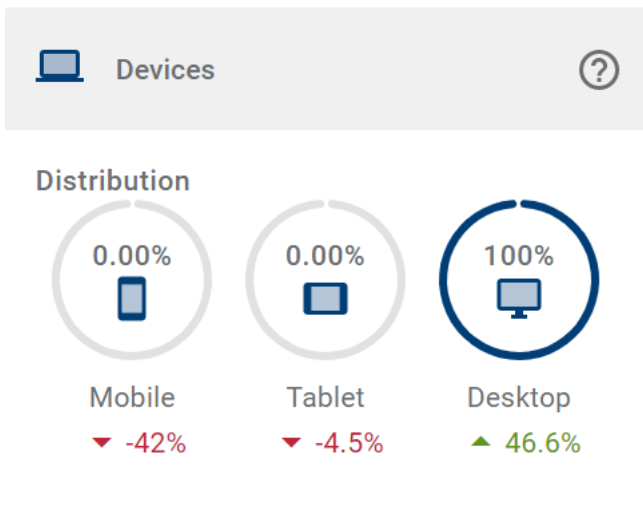 Devices
Distribution
0.00% 0.00% 100%
Mobile Tablet Desktop
-42% -4.5% 46.6%